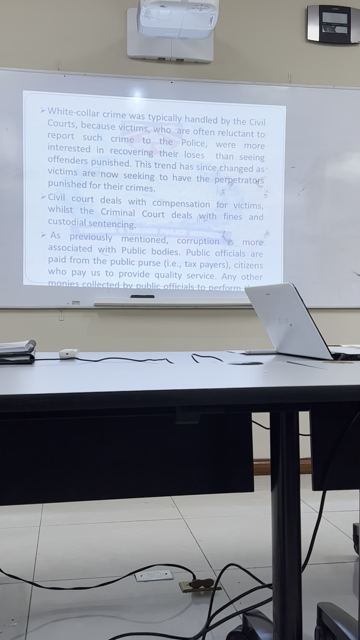 ➢White-collar crime was typically handled by the Civil
Courts, because victims, who are often reluctant to
report such crime to the Police, were more
interested in recovering their loses than seeing
offenders punished. This trend has since changed as
victims are now seeking to have the perpetrators
punished for their crimes.
➢Civil court deals with compensation for victims,
whilst the Criminal Court deals with fines and
custodial sentencing.
➢ As previously mentioned, corruption is more
associated with Public bodies. Public officials are
paid from the public purse (i.e., tax payers), citizens
who pay us to provide quality service. Any other
monies collected by public officials to perform